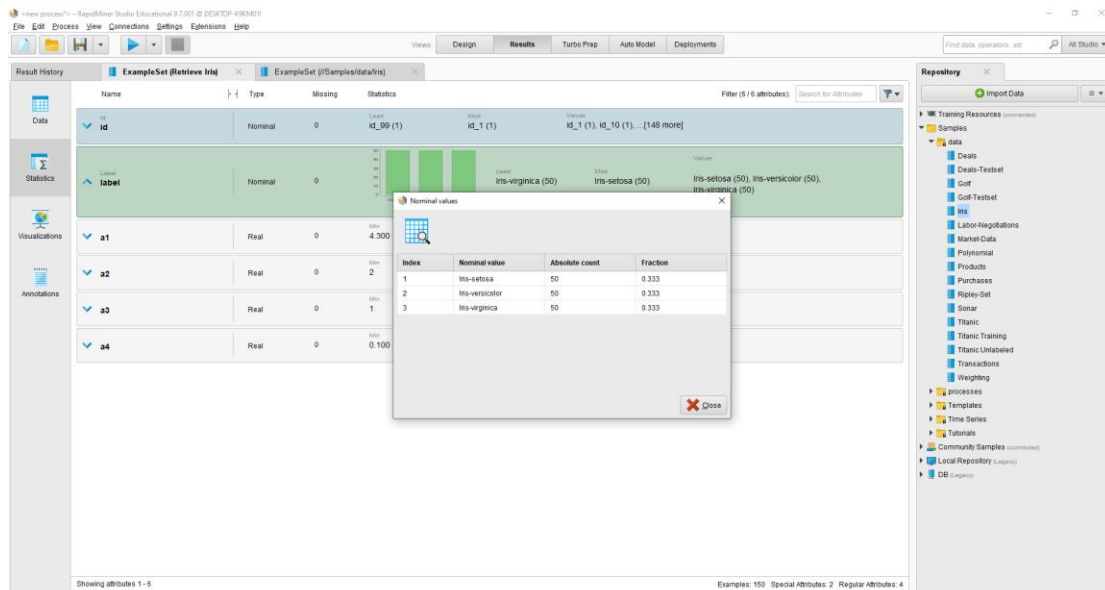 <new process*> – RapidMiner Studio Educational 9.7.001 @ DESKTOP-K9KM01I
File Edit Process View Connections Settings Extensions Help
Views: Design Results Turbo Prep Auto Model Deployments
Find data, operators...etc All Studio
Result History
ExampleSet (Retrieve Iris)
ExampleSet (//Samples/data/Iris)
Name Type Missing Statistics Filter (6 / 6 attributes): Search for Attributes
Data
Statistics
Visualizations
Annotations
Id Least Most Values
id Nominal 0 id_99 (1) id_1 (1) id_1 (1), id_10 (1), ...[148 more]
Label Least Most Values
label Nominal 0 Iris-virginica (50) Iris-setosa (50) Iris-setosa (50), Iris-versicolor (50),
Iris-virginica (50)
Min
a1 Real 0 4.300
Min
a2 Real 0 2
Min
a3 Real 0 1
Min
a4 Real 0 0.100
Nominal values
Index Nominal value Absolute count Fraction
1 Iris-setosa 50 0.333
2 Iris-versicolor 50 0.333
3 Iris-virginica 50 0.333
Close
Showing attributes 1 - 6
Examples: 150 Special Attributes: 2 Regular Attributes: 4
Repository
Import Data
Training Resources (connected)
Samples
data
Deals
Deals-Testset
Golf
Golf-Testset
Iris
Labor-Negotiations
Market-Data
Polynomial
Products
Purchases
Ripley-Set
Sonar
Titanic
Titanic Training
Titanic Unlabeled
Transactions
Weighting
processes
Templates
Time Series
Tutorials
Community Samples (connected)
Local Repository (Legacy)
DB (Legacy)